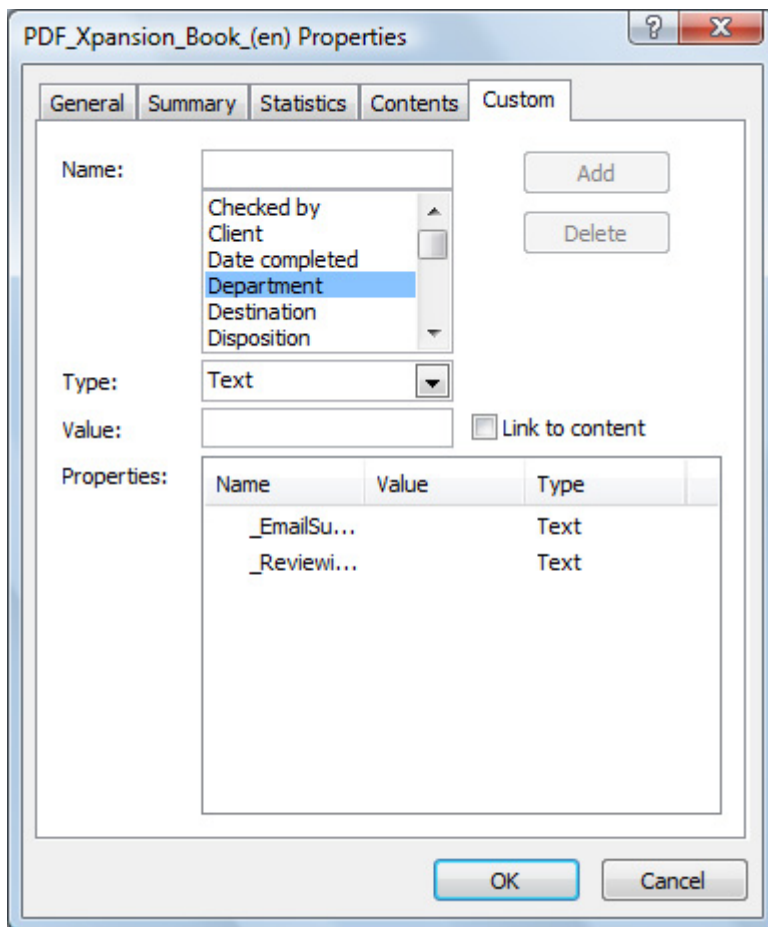 PDF_Xpansion_Book_(en) Properties
General Summary Statistics Contents Custom
Name:
Add
Checked by
Client
Delete
Date completed
Department
Destination
Disposition
Type: Text
Value: Link to content
Properties:
Name Value Type
_EmailSu... Text
_Reviewi... Text
OK Cancel